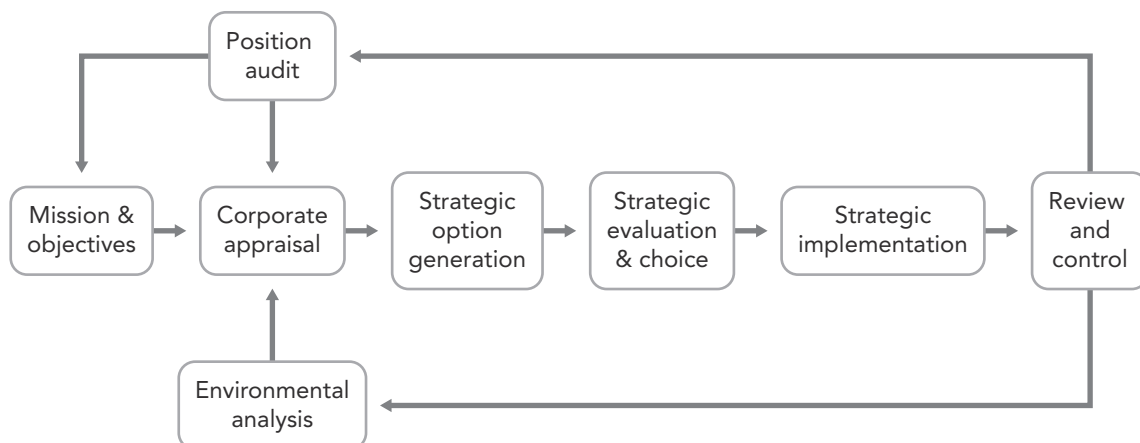 Position
audit
Mission &
objectives
Corporate
appraisal
Strategic
option
generation
Strategic
evaluation
& choice
Strategic
implementation
Review
and
control
Environmental
analysis